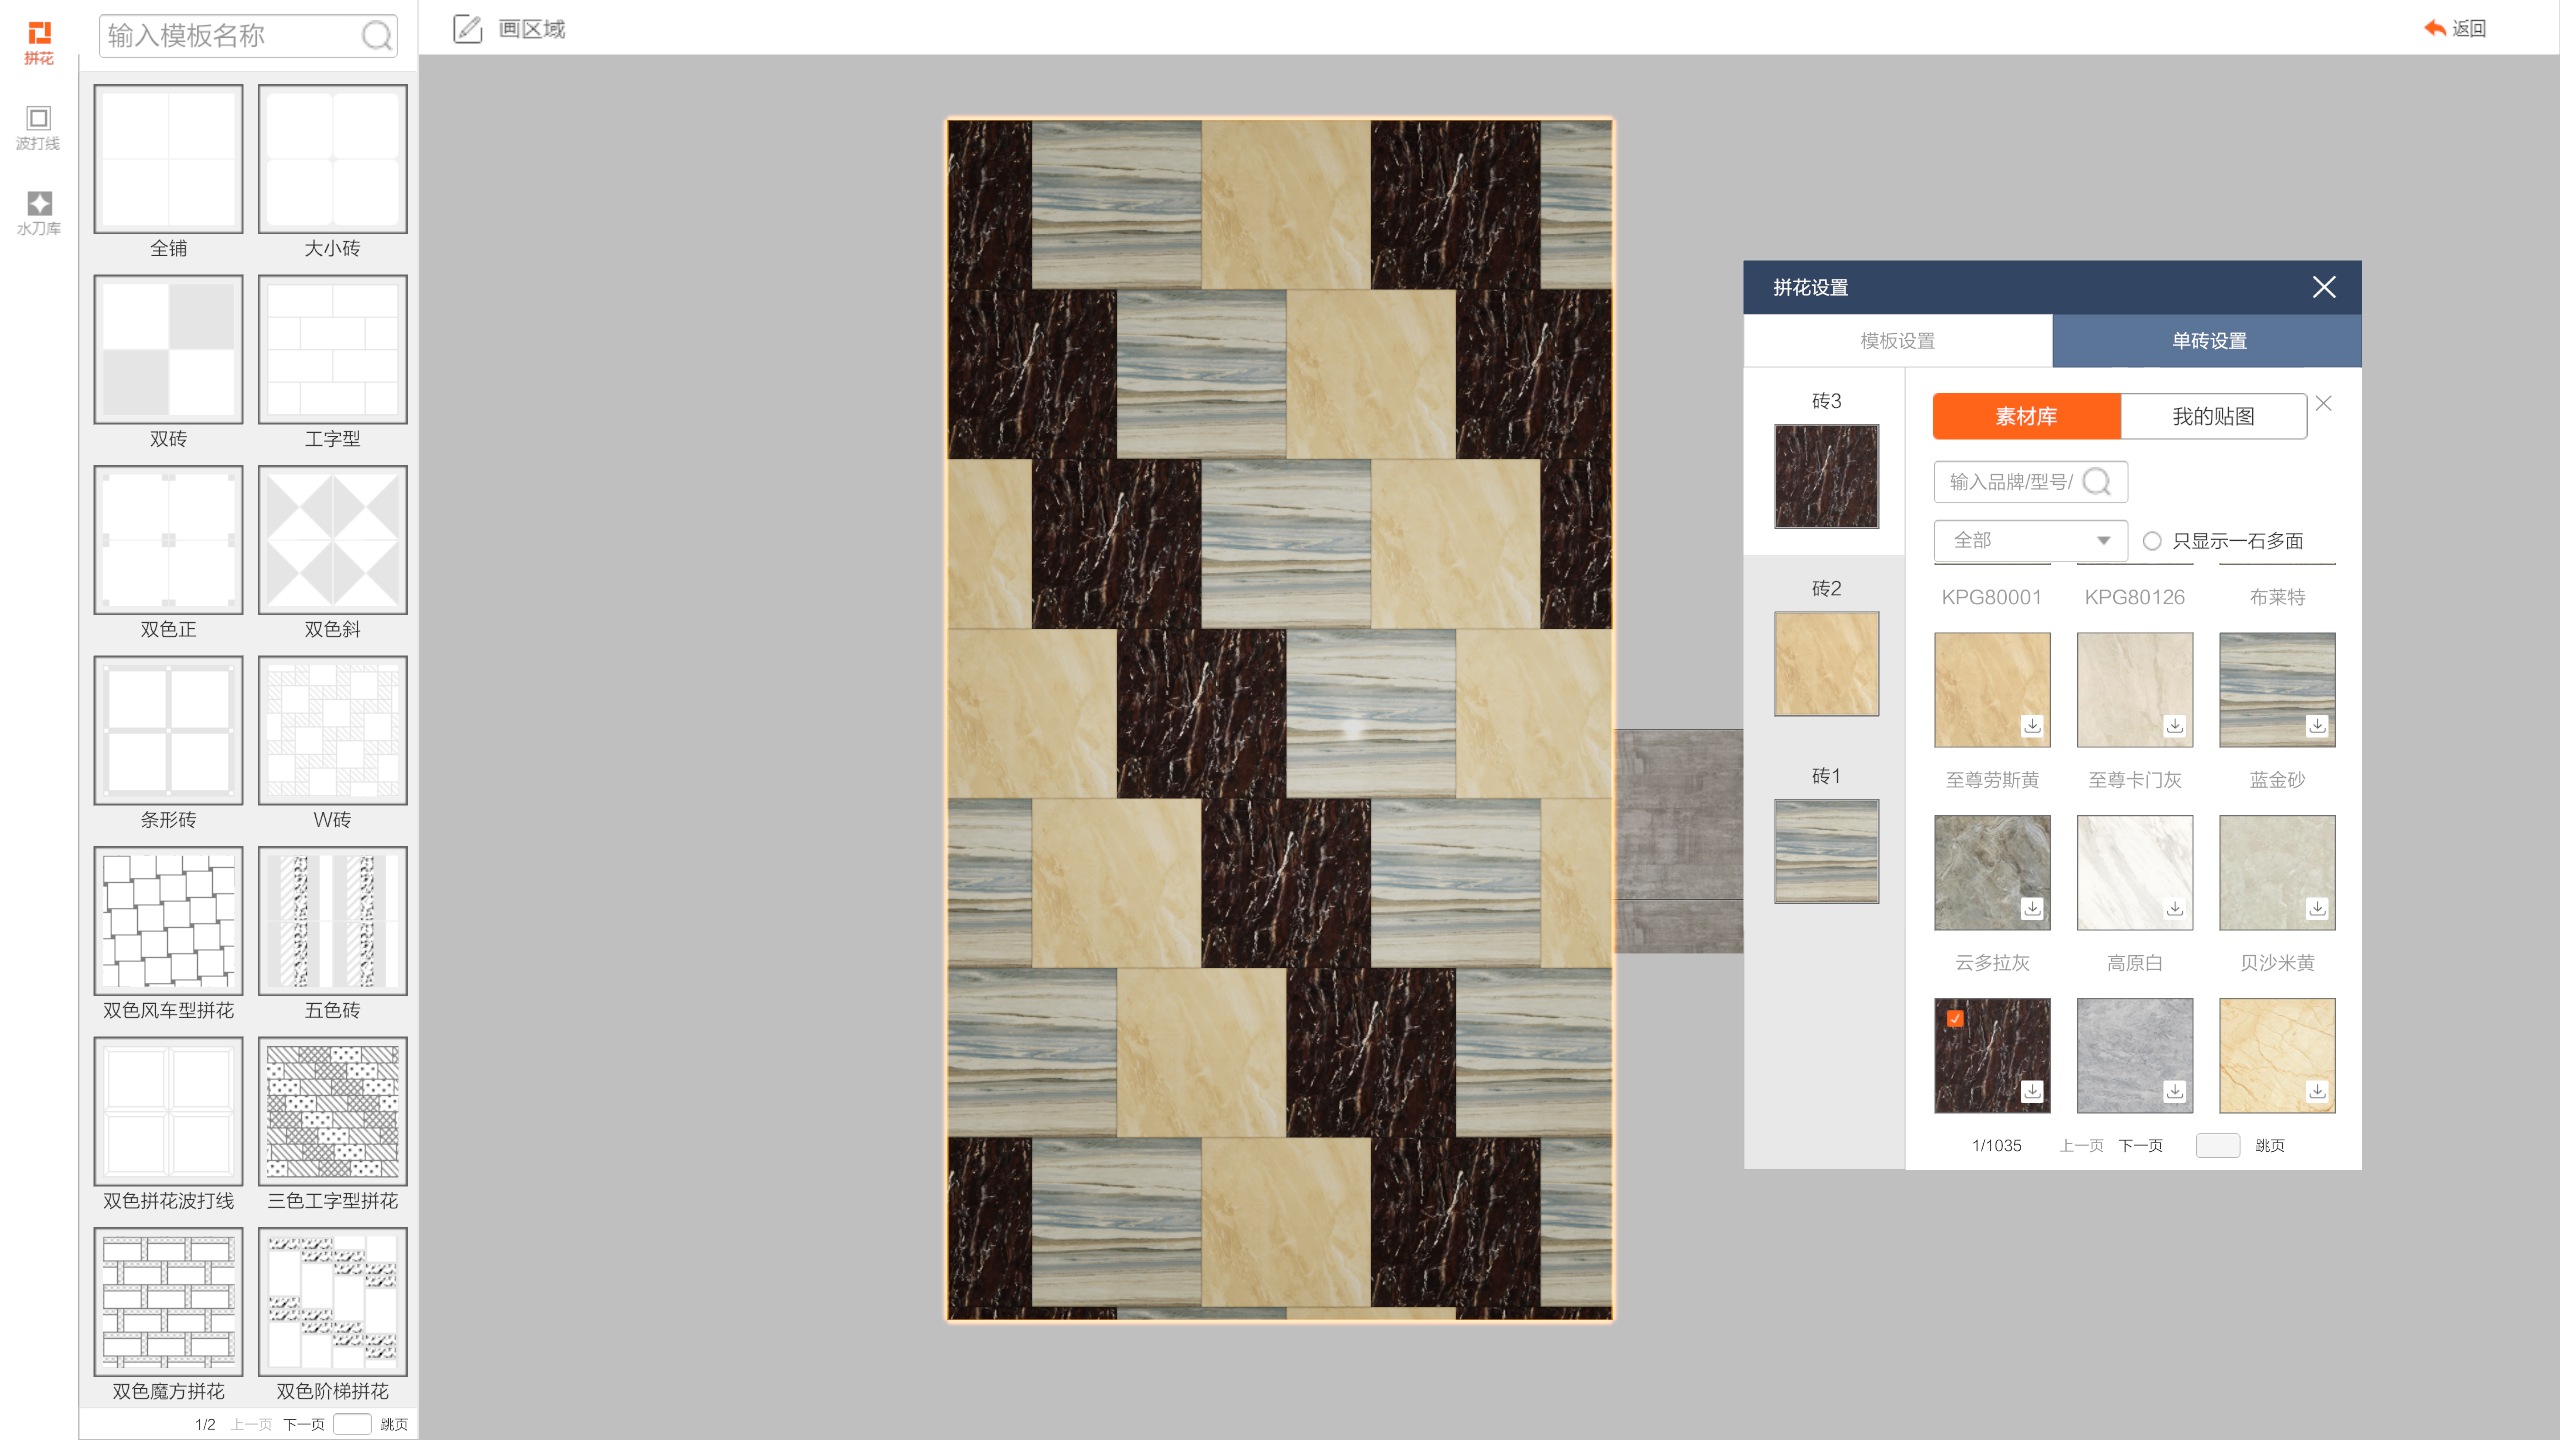 拼花
波打线
水刀库
输入模板名称
全铺
大小砖
双砖
工字型
双色正
双色斜
条形砖
W砖
双色风车型拼花
五色砖
双色拼花波打线
三色工字型拼花
双色魔方拼花
双色阶梯拼花
1/2 上一页 下一页 跳页
画区域
返回
拼花设置
模板设置
单砖设置
砖3
砖2
砖1
素材库
我的贴图
输入品牌/型号/
全部
只显示一石多面
KPG80001
KPG80126
布莱特
至尊劳斯黄
至尊卡门灰
蓝金砂
云多拉灰
高原白
贝沙米黄
1/1035 上一页 下一页 跳页